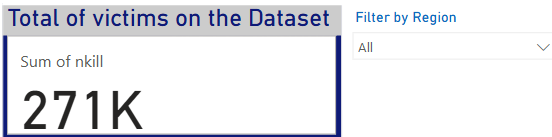 Total of victims on the Dataset
Sum of nkill
271K
Filter by Region
All